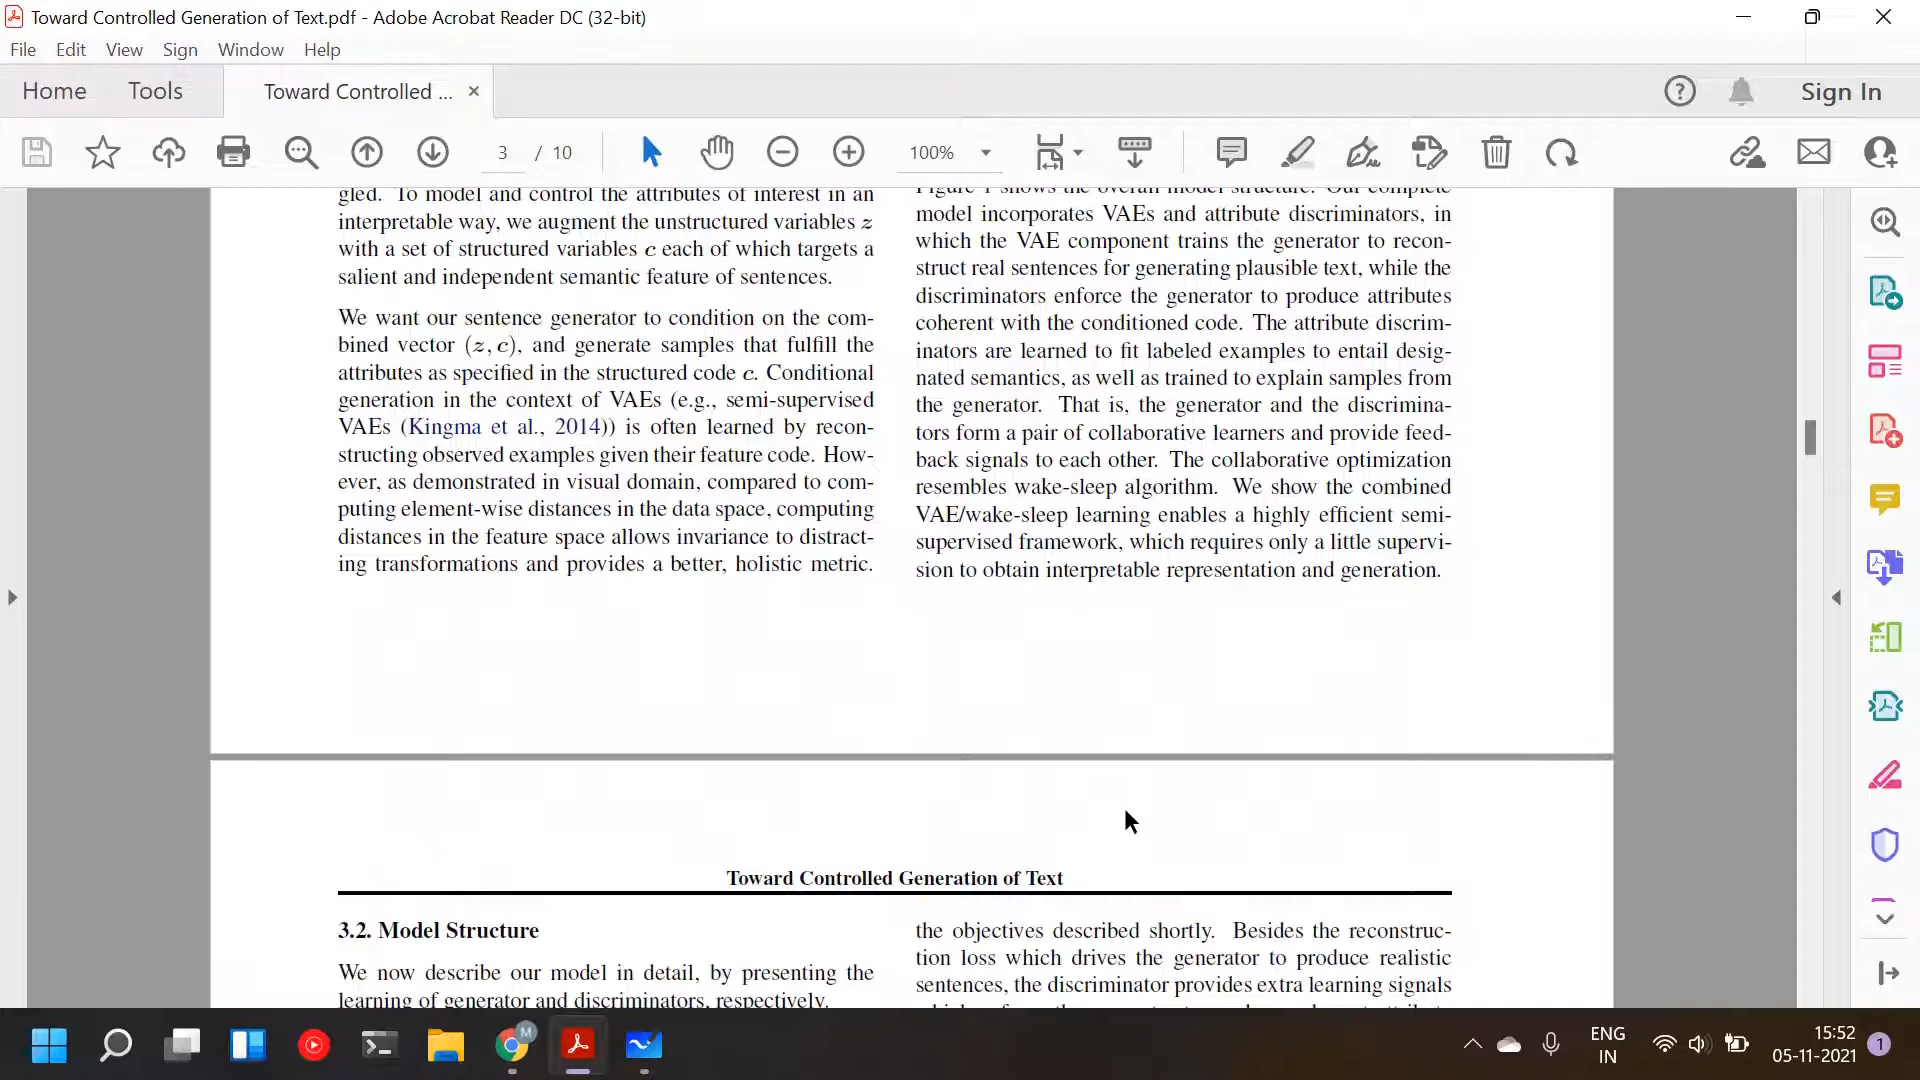 Toward Controlled Generation of Text.pdf - Adobe Acrobat Reader DC (32-bit)
File Edit View Sign Window Help
Home Tools Toward Controlled ... × Sign In
3 / 10 100%
gled. To model and control the attributes of interest in an
interpretable way, we augment the unstructured variables z
with a set of structured variables c each of which targets a
salient and independent semantic feature of sentences.
We want our sentence generator to condition on the com-
bined vector (z, c), and generate samples that fulfill the
attributes as specified in the structured code c. Conditional
generation in the context of VAEs (e.g., semi-supervised
VAEs (Kingma et al., 2014)) is often learned by recon-
structing observed examples given their feature code. How-
ever, as demonstrated in visual domain, compared to com-
puting element-wise distances in the data space, computing
distances in the feature space allows invariance to distract-
ing transformations and provides a better, holistic metric.
Figure 1 shows the overall model structure. Our complete
model incorporates VAEs and attribute discriminators, in
which the VAE component trains the generator to recon-
struct real sentences for generating plausible text, while the
discriminators enforce the generator to produce attributes
coherent with the conditioned code. The attribute discrim-
inators are learned to fit labeled examples to entail desig-
nated semantics, as well as trained to explain samples from
the generator. That is, the generator and the discrimina-
tors form a pair of collaborative learners and provide feed-
back signals to each other. The collaborative optimization
resembles wake-sleep algorithm. We show the combined
VAE/wake-sleep learning enables a highly efficient semi-
supervised framework, which requires only a little supervi-
sion to obtain interpretable representation and generation.
Toward Controlled Generation of Text
3.2. Model Structure
We now describe our model in detail, by presenting the
learning of generator and discriminators, respectively.
the objectives described shortly. Besides the reconstruc-
tion loss which drives the generator to produce realistic
sentences, the discriminator provides extra learning signals
M
ENG
IN
15:52
05-11-2021
1